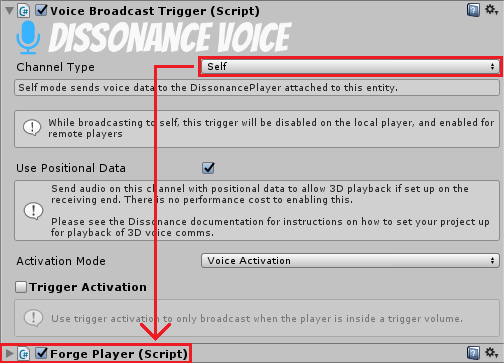 Voice Broadcast Trigger (Script)
DISSONANCE VOICE
Channel Type
Self
Self mode sends voice data to the DissonancePlayer attached to this entity.
While broadcasting to self, this trigger will be disabled on the local player, and enabled for
remote players
Use Positional Data
Send audio on this channel with positional data to allow 3D playback if set up on the
receiving end. There is no performance cost to enabling this.
Please see the Dissonance documentation for instructions on how to set your project up
for playback of 3D voice comms.
Activation Mode
Voice Activation
Trigger Activation
Use trigger activation to only broadcast when the player is inside a trigger volume.
Forge Player (Script)